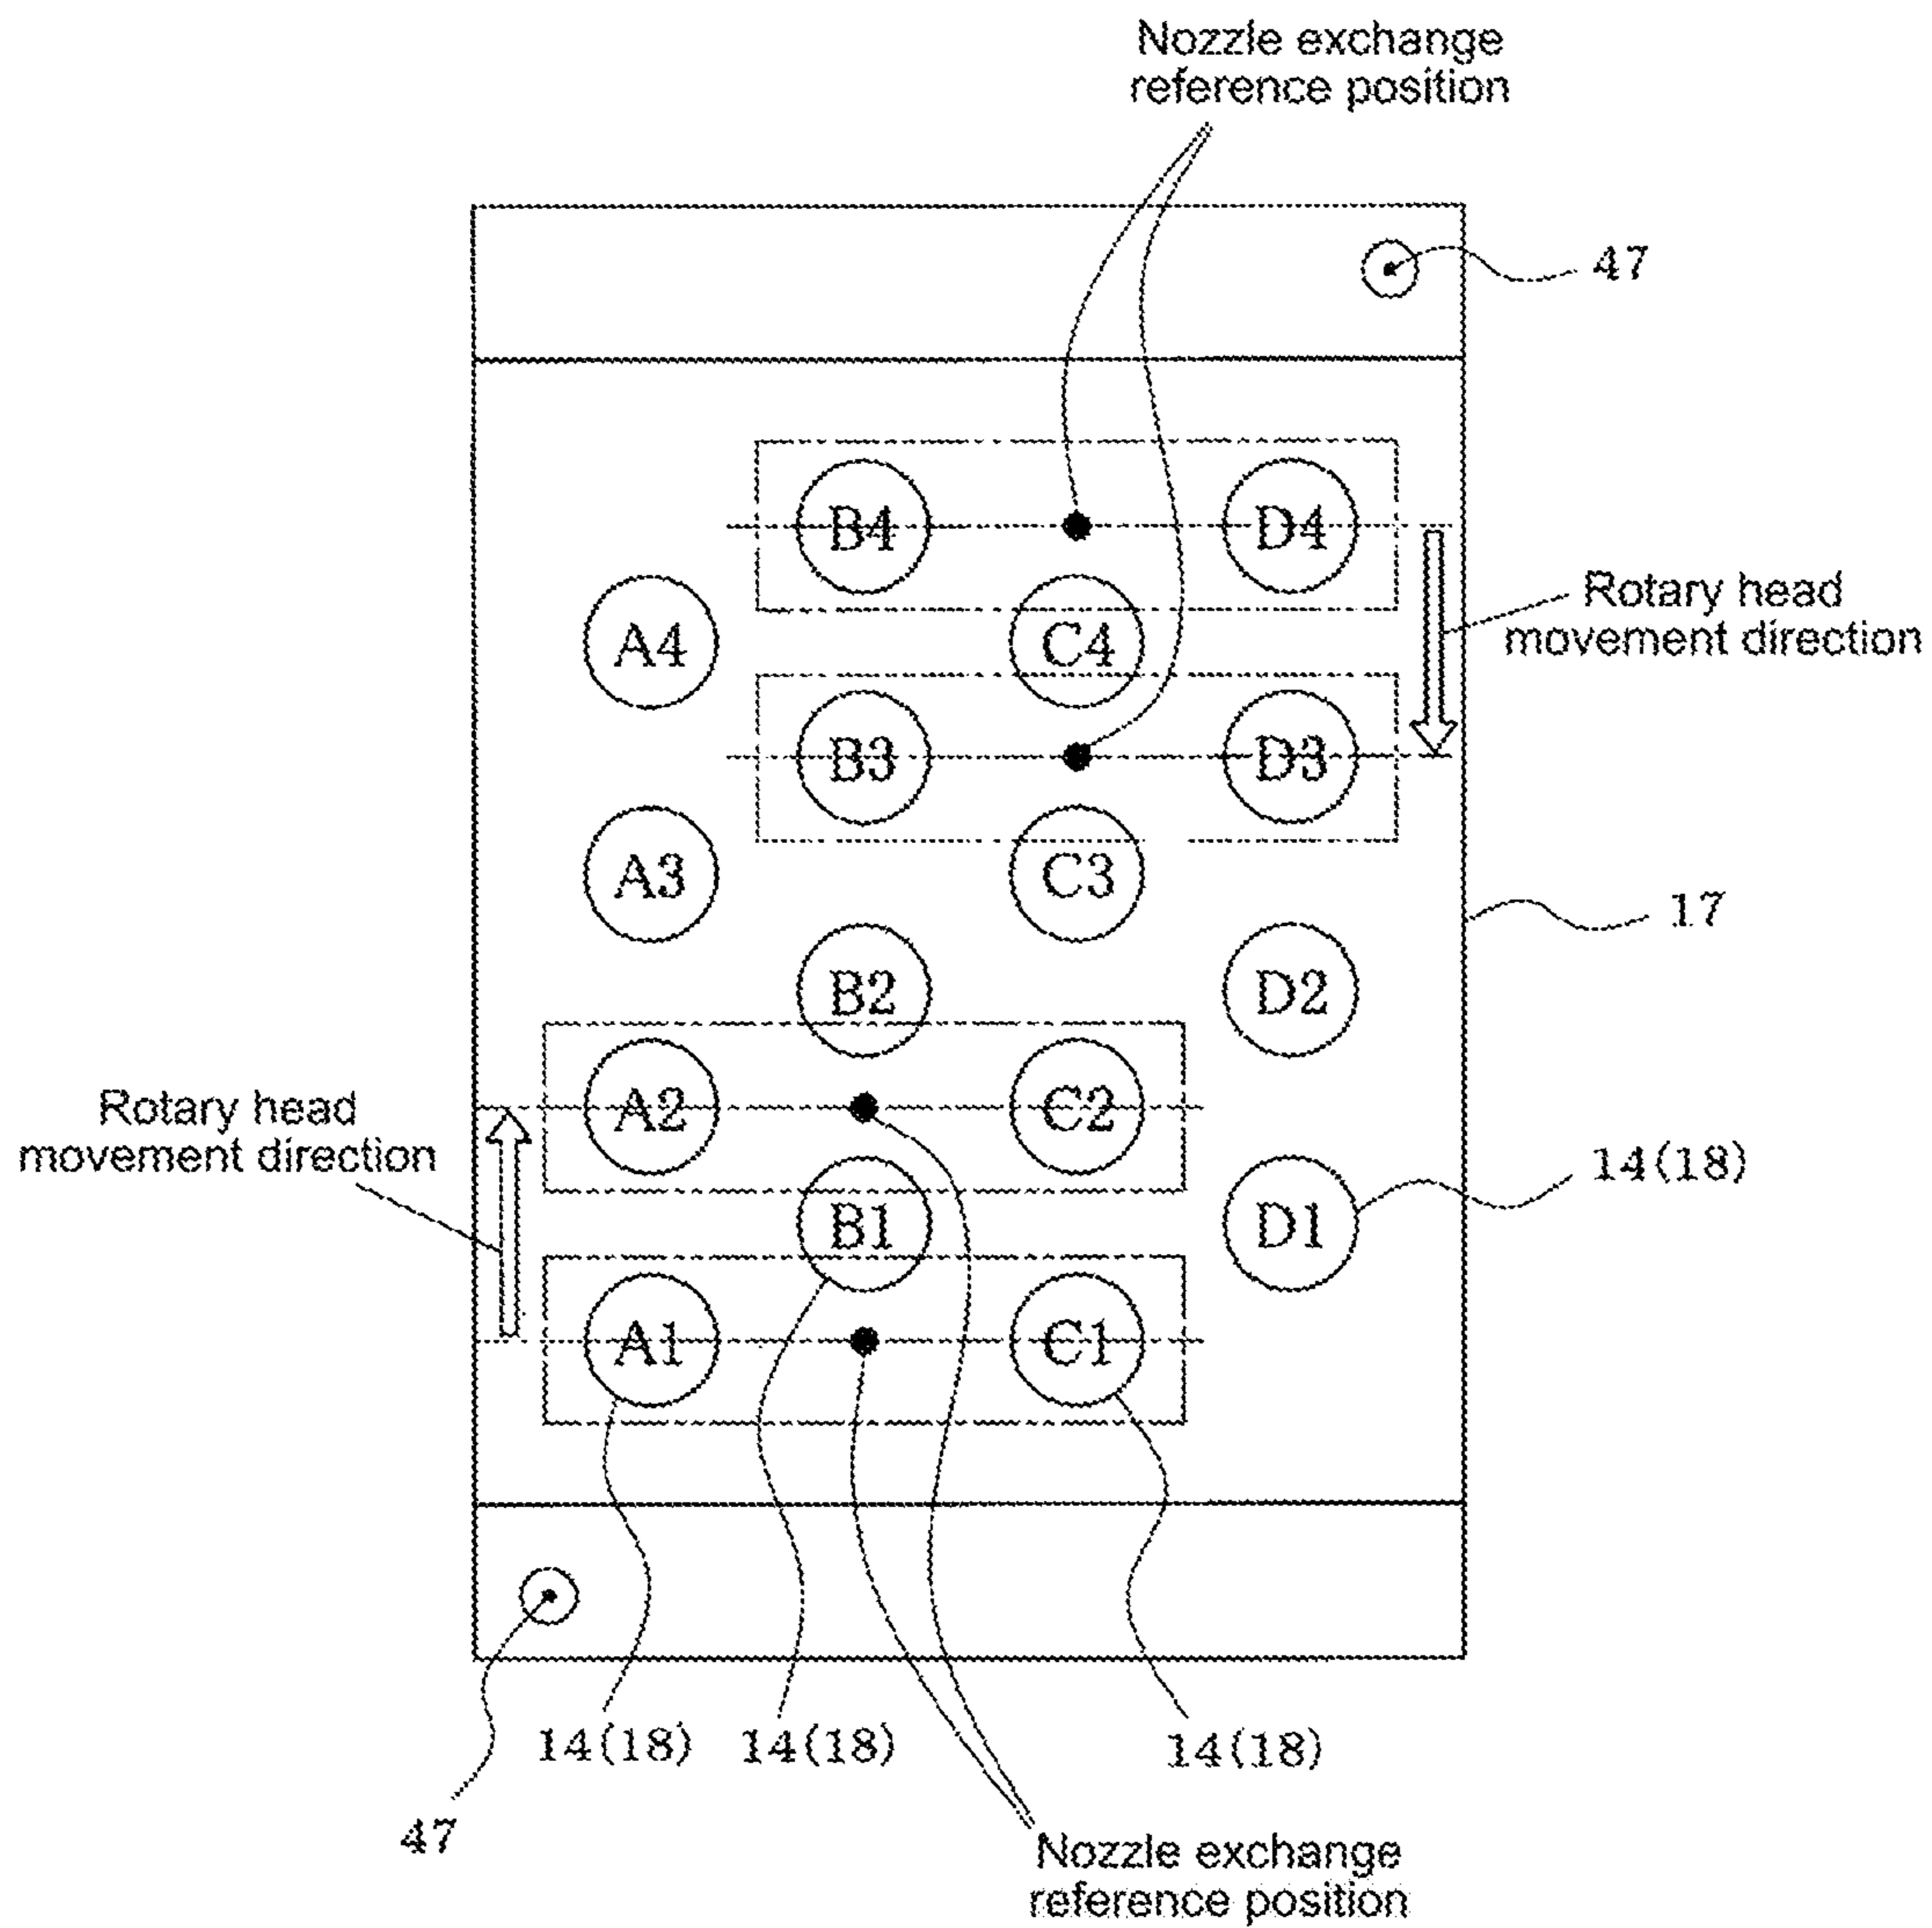 Nozzle exchange
reference position
47
B4
D4
Rotary head
movement direction
A4
C4
B3
D3
A3
C3
17
B2
D2
A2
C2
Rotary head
movement direction
14(18)
B1
D1
A1
C1
14(18)
14(18)
14(18)
47
Nozzle exchange
reference position